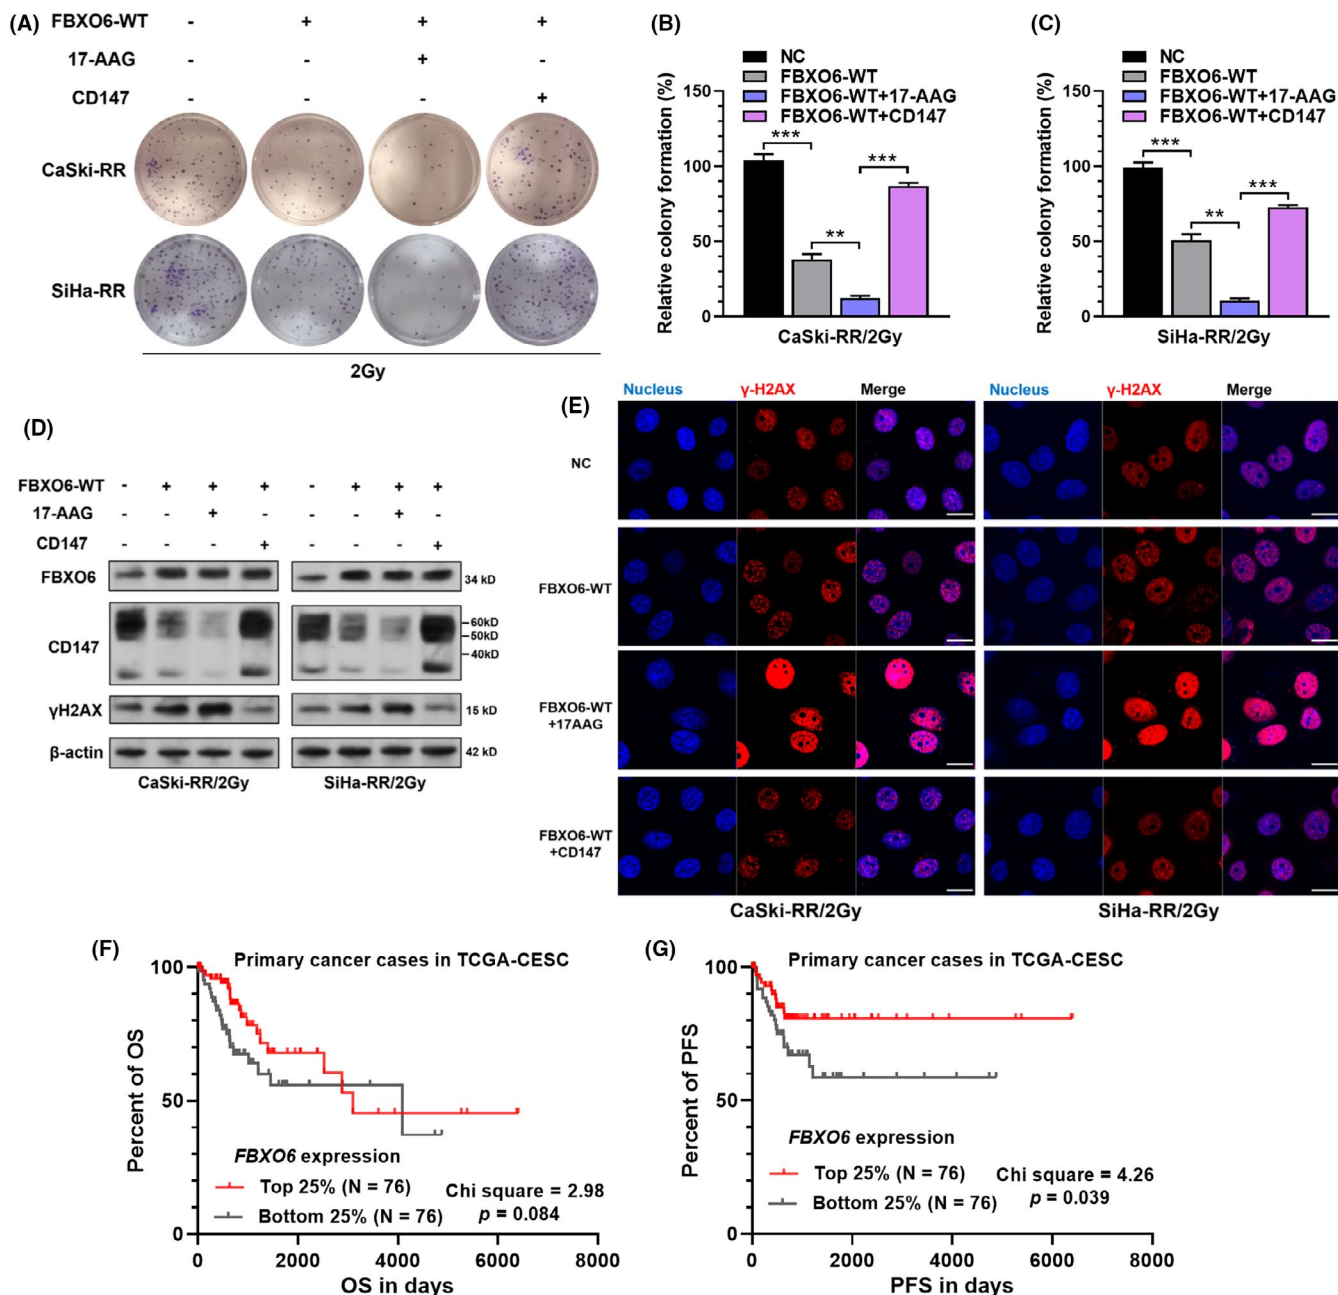 (A)
FBXO6-WT - + + +
17-AAG - - + -
CD147 - - - +
CaSki-RR
SiHa-RR
2Gy
(B)
NC
FBXO6-WT
FBXO6-WT+17-AAG
FBXO6-WT+CD147
Relative colony formation (%)
150
100
50
0
***
**
***
CaSki-RR/2Gy
(C)
NC
FBXO6-WT
FBXO6-WT+17-AAG
FBXO6-WT+CD147
Relative colony formation (%)
150
100
50
0
***
**
***
SiHa-RR/2Gy
(D)
FBXO6-WT - + + + - + + +
17-AAG - - + - - - + -
CD147 - - - + - - - +
FBXO6 34 kD
CD147
60kD
50kD
40kD
γH2AX 15 kD
β-actin 42 kD
CaSki-RR/2Gy SiHa-RR/2Gy
(E)
Nucleus γ-H2AX Merge Nucleus γ-H2AX Merge
NC
FBXO6-WT
FBXO6-WT
+17AAG
FBXO6-WT
+CD147
CaSki-RR/2Gy SiHa-RR/2Gy
(F)
Primary cancer cases in TCGA-CESC
Percent of OS
100
50
0
FBXO6 expression
Top 25% (N = 76)
Bottom 25% (N = 76)
Chi square = 2.98
p = 0.084
0 2000 4000 6000 8000
OS in days
(G)
Primary cancer cases in TCGA-CESC
Percent of PFS
100
50
0
FBXO6 expression
Top 25% (N = 76)
Bottom 25% (N = 76)
Chi square = 4.26
p = 0.039
0 2000 4000 6000 8000
PFS in days